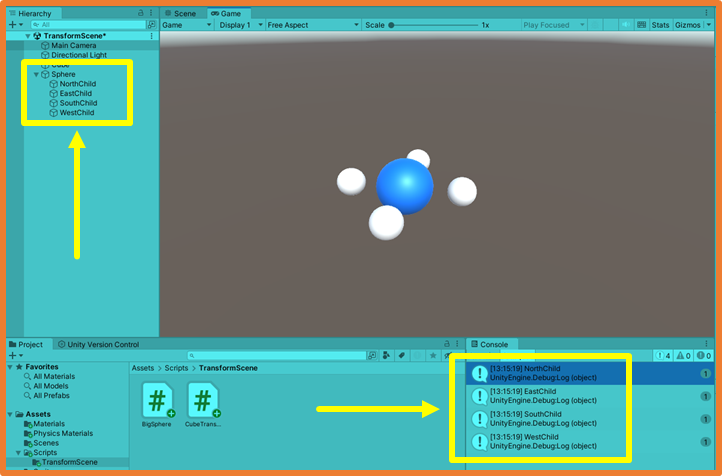 Hierarchy
All
TransformScene*
Main Camera
Directional Light
Cube
Sphere
NorthChild
EastChild
SouthChild
WestChild
Scene
Game
Game
Display 1
Free Aspect
Scale
1x
Play Focused
Stats
Gizmos
Project
Unity Version Control
Favorites
All Materials
All Models
All Prefabs
Assets
Materials
Physics Materials
Scenes
Scripts
TransformScene
Assets > Scripts > TransformScene
BigSphere
CubeTrans...
Console
4
0
0
[13:15:19] NorthChild
UnityEngine.Debug:Log (object)
1
[13:15:19] EastChild
UnityEngine.Debug:Log (object)
1
[13:15:19] SouthChild
UnityEngine.Debug:Log (object)
1
[13:15:19] WestChild
UnityEngine.Debug:Log (object)
1